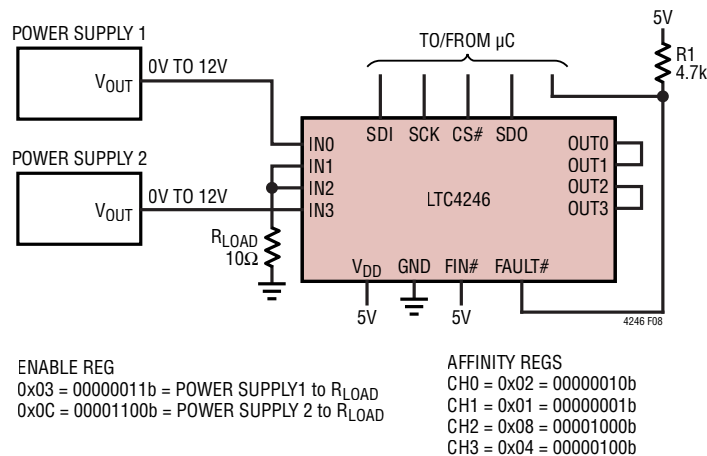 5V
POWER SUPPLY 1
TO/FROM µC
R1
4.7k
0V TO 12V
VOUT
SDI SCK CS# SDO
IN0
IN1
IN2
IN3
OUT0
OUT1
OUT2
OUT3
LTC4246
POWER SUPPLY 2
0V TO 12V
VOUT
RLOAD
10Ω
VDD GND FIN# FAULT#
5V
5V
4246 F08
ENABLE REG
0x03 = 00000011b = POWER SUPPLY1 to RLOAD
0x0C = 00001100b = POWER SUPPLY 2 to RLOAD
AFFINITY REGS
CH0 = 0x02 = 00000010b
CH1 = 0x01 = 00000001b
CH2 = 0x08 = 00001000b
CH3 = 0x04 = 00000100b